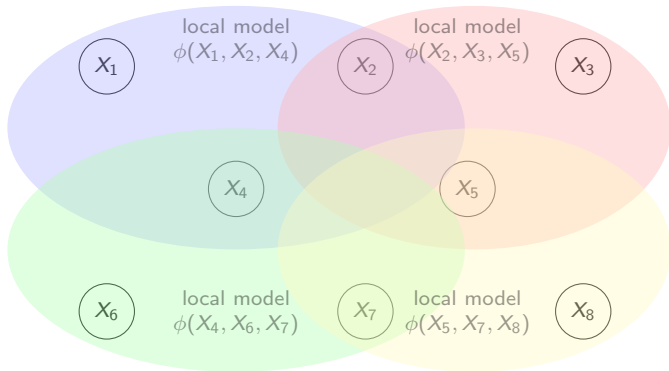 local model
ϕ(X₁, X₂, X₄)
local model
ϕ(X₂, X₃, X₅)
X₁
X₂
X₃
X₄
X₅
local model
ϕ(X₄, X₆, X₇)
local model
ϕ(X₅, X₇, X₈)
X₆
X₇
X₈